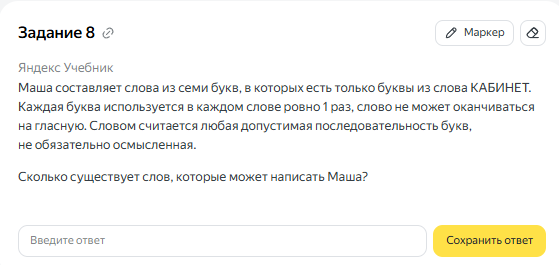 Задание 8
Маркер
Яндекс Учебник
Маша составляет слова из семи букв, в которых есть только буквы из слова КАБИНЕТ.
Каждая буква используется в каждом слове ровно 1 раз, слово не может оканчиваться
на гласную. Словом считается любая допустимая последовательность букв,
не обязательно осмысленная.
Сколько существует слов, которые может написать Маша?
Введите ответ
Сохранить ответ